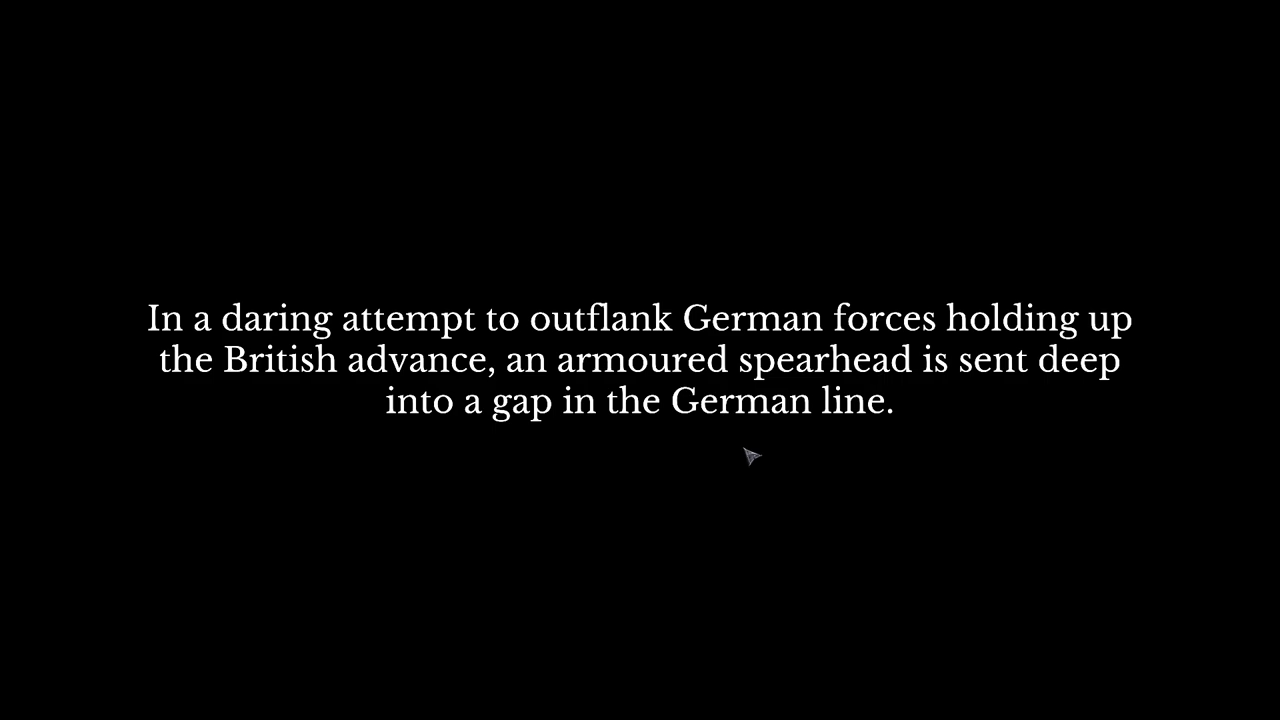 In a daring attempt to outflank German forces holding up
the British advance, an armoured spearhead is sent deep
into a gap in the German line.